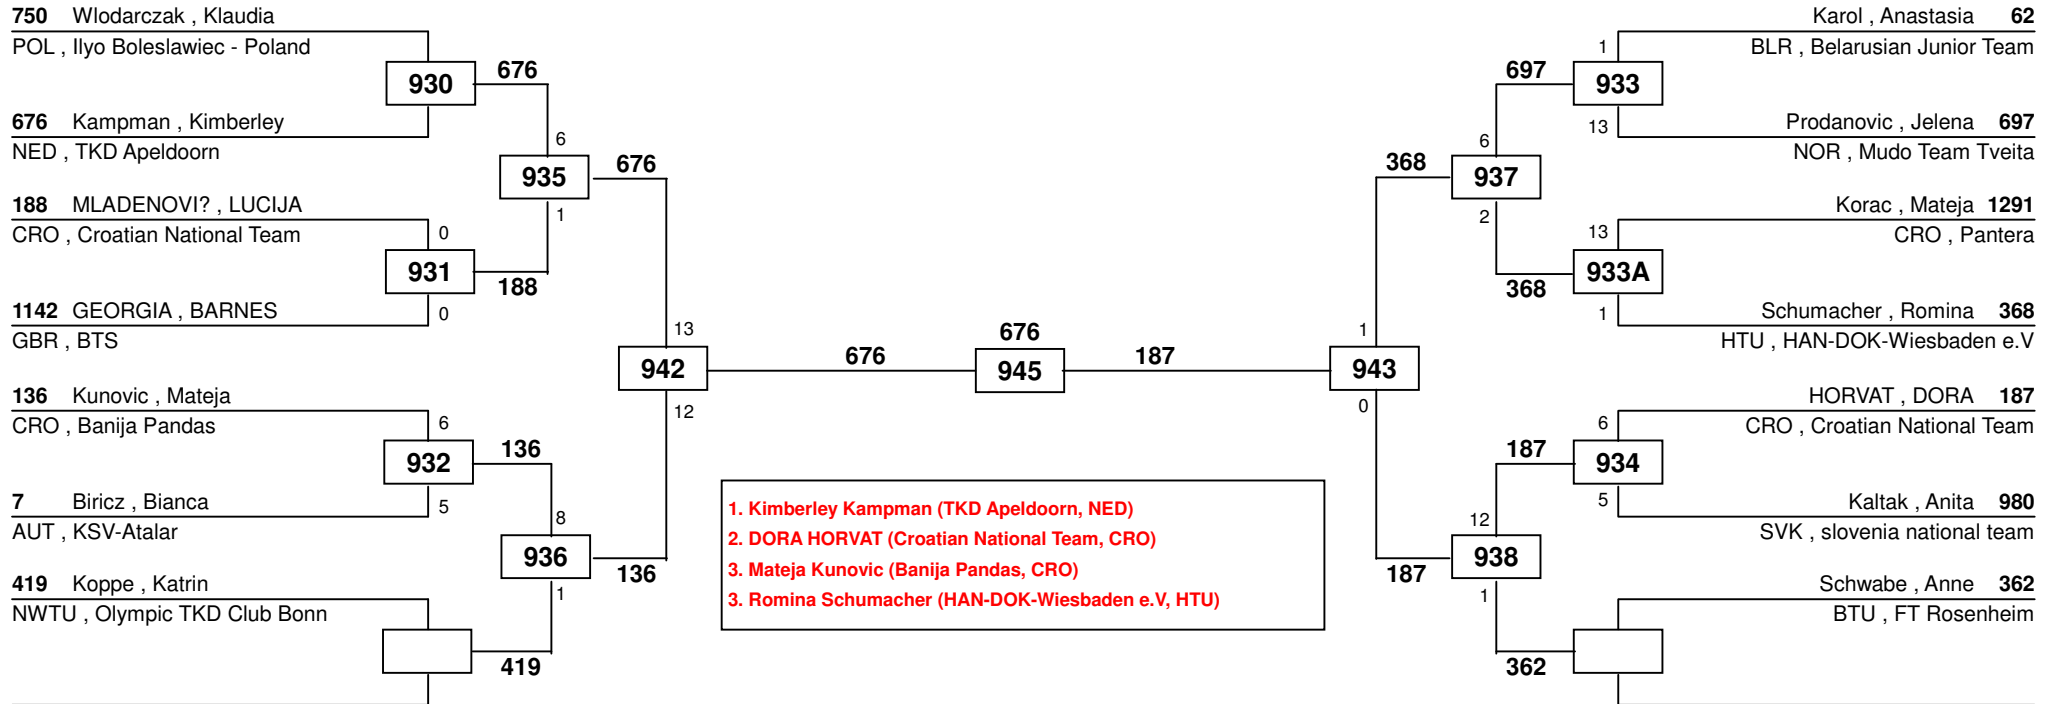 750 Wlodarczak , Klaudia
POL , Ilyo Boleslawiec - Poland
930
676
676 Kampman , Kimberley
NED , TKD Apeldoorn
6
935
676
1
188 MLADENOVI? , LUCIJA
CRO , Croatian National Team
0
931
188
0
1142 GEORGIA , BARNES
GBR , BTS
13
942
676
12
136 Kunovic , Mateja
CRO , Banija Pandas
6
932
136
5
7 Biricz , Bianca
AUT , KSV-Atalar
8
936
136
1
419 Koppe , Katrin
NWTU , Olympic TKD Club Bonn
419
676
945
187
1. Kimberley Kampman (TKD Apeldoorn, NED)
2. DORA HORVAT (Croatian National Team, CRO)
3. Mateja Kunovic (Banija Pandas, CRO)
3. Romina Schumacher (HAN-DOK-Wiesbaden e.V, HTU)
Karol , Anastasia 62
BLR , Belarusian Junior Team
1
697
933
13
Prodanovic , Jelena 697
NOR , Mudo Team Tveita
6
368
937
2
Korac , Mateja 1291
CRO , Pantera
13
933A
368
1
Schumacher , Romina 368
HTU , HAN-DOK-Wiesbaden e.V
1
943
0
HORVAT , DORA 187
CRO , Croatian National Team
6
187
934
5
Kaltak , Anita 980
SVK , slovenia national team
12
938
187
1
Schwabe , Anne 362
BTU , FT Rosenheim
362